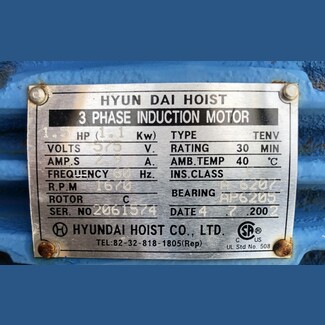 HYUN DAI HOIST
3 PHASE INDUCTION MOTOR
HP ( 1.1 Kw) TYPE TENV
VOLTS 575 V RATING 30 MIN
AMP.S AMB.TEMP 40 °C
FREQUENCY 60 Hz. INS.CLASS
R.P.M 1670 BEARING 6207
ROTOR C 6205
SER. NO. 2061574 DATE 4 . 7 . 2002
HYUNDAI HOIST CO., LTD.
TEL:82-32-818-1805(Rep)
C US
UL Std No. 508